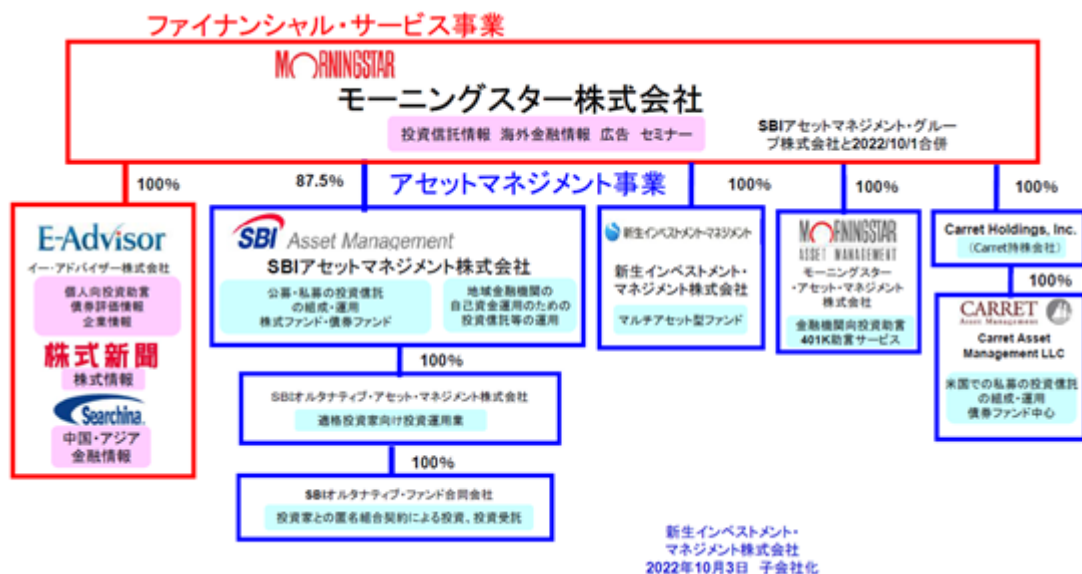 ファイナンシャル・サービス事業
MORNINGSTAR
モーニングスター株式会社
投資信託情報 海外金融情報 広告 セミナー
SBIアセットマネジメント・グルー
プ株式会社と2022/10/1合併
100%
87.5%
アセットマネジメント事業
100%
100%
100%
E-Advisor
イー・アドバイザー株式会社
個人向投資助言
債券評価情報
企業情報
株式新聞
株式情報
Searchina
中国・アジア
金融情報
SBI Asset Management
SBIアセットマネジメント株式会社
公募・私募の投資信託
の組成・運用
株式ファンド・債券ファンド
地域金融機関の
自己資金運用のための
投資信託等の運用
100%
SBIオルタナティブ・アセット・マネジメント株式会社
適格投資家向け投資運用業
100%
SBIオルタナティブ・ファンド合同会社
投資家との匿名組合契約による投資、投資受託
新生インベストメント・マネジメント
新生インベストメント・
マネジメント株式会社
マルチアセット型ファンド
MORNINGSTAR
ASSET MANAGEMENT
モーニングスター
・アセット・マネジメント
株式会社
金融機関向投資助言
401K助言サービス
Carret Holdings, Inc.
(Carret持株会社)
100%
CARRET
Asset Management
Carret Asset
Management LLC
米国での私募の投資信託
の組成・運用
債券ファンド中心
新生インベストメント・
マネジメント株式会社
2022年10月3日 子会社化